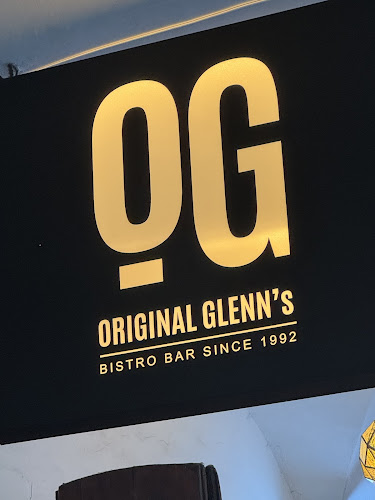 OG
ORIGINAL GLENN'S
BISTRO BAR SINCE 1992